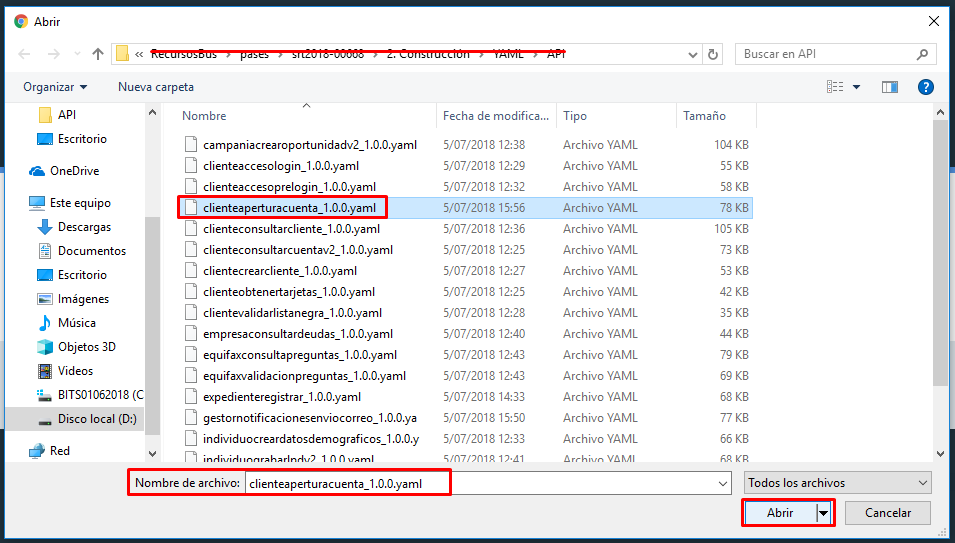 Abrir
« RecursosBus › pases › srt2018-00068 › 2. Construcción › YAML › API
Buscar en API
Organizar
Nueva carpeta
API
Escritorio
OneDrive
Este equipo
Descargas
Documentos
Escritorio
Imágenes
Música
Objetos 3D
Videos
BITS01062018 (C
Disco local (D:)
Red
Nombre Fecha de modifica... Tipo Tamaño
campaniacrearoportunidadv2_1.0.0.yaml 5/07/2018 12:38 Archivo YAML 104 KB
clienteaccesologin_1.0.0.yaml 5/07/2018 12:29 Archivo YAML 55 KB
clienteaccesoprelogin_1.0.0.yaml 5/07/2018 12:32 Archivo YAML 58 KB
clienteaperturacuenta_1.0.0.yaml 5/07/2018 15:56 Archivo YAML 78 KB
clienteconsultarcliente_1.0.0.yaml 5/07/2018 12:36 Archivo YAML 105 KB
clienteconsultarcuentav2_1.0.0.yaml 5/07/2018 12:25 Archivo YAML 73 KB
clientecrearcliente_1.0.0.yaml 5/07/2018 12:27 Archivo YAML 53 KB
clienteobtenertarjetas_1.0.0.yaml 5/07/2018 12:25 Archivo YAML 42 KB
clientevalidarlistanegra_1.0.0.yaml 5/07/2018 12:28 Archivo YAML 35 KB
empresaconsultardeudas_1.0.0.yaml 5/07/2018 12:40 Archivo YAML 44 KB
equifaxconsultapreguntas_1.0.0.yaml 5/07/2018 12:43 Archivo YAML 79 KB
equifaxvalidacionpreguntas_1.0.0.yaml 5/07/2018 12:43 Archivo YAML 69 KB
expedienteregistrar_1.0.0.yaml 5/07/2018 14:33 Archivo YAML 68 KB
gestornotificacionesenviocorreo_1.0.0.ya 5/07/2018 15:50 Archivo YAML 77 KB
individuocreardatosdemograficos_1.0.0.y 5/07/2018 12:33 Archivo YAML 66 KB
individuograbarlpdv2_1.0.0.yaml 5/07/2018 12:41 Archivo YAML 68 KB
Nombre de archivo: clienteaperturacuenta_1.0.0.yaml
Todos los archivos
Abrir
Cancelar